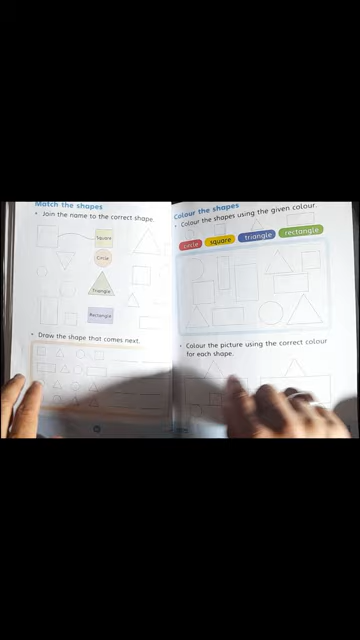 Match the shapes
• Join the name to the correct shape.
Square
Circle
Triangle
Rectangle
• Draw the shape that comes next.
Colour the shapes
• Colour the shapes using the given colour.
circle square triangle rectangle
• Colour the picture using the correct colour
for each shape.